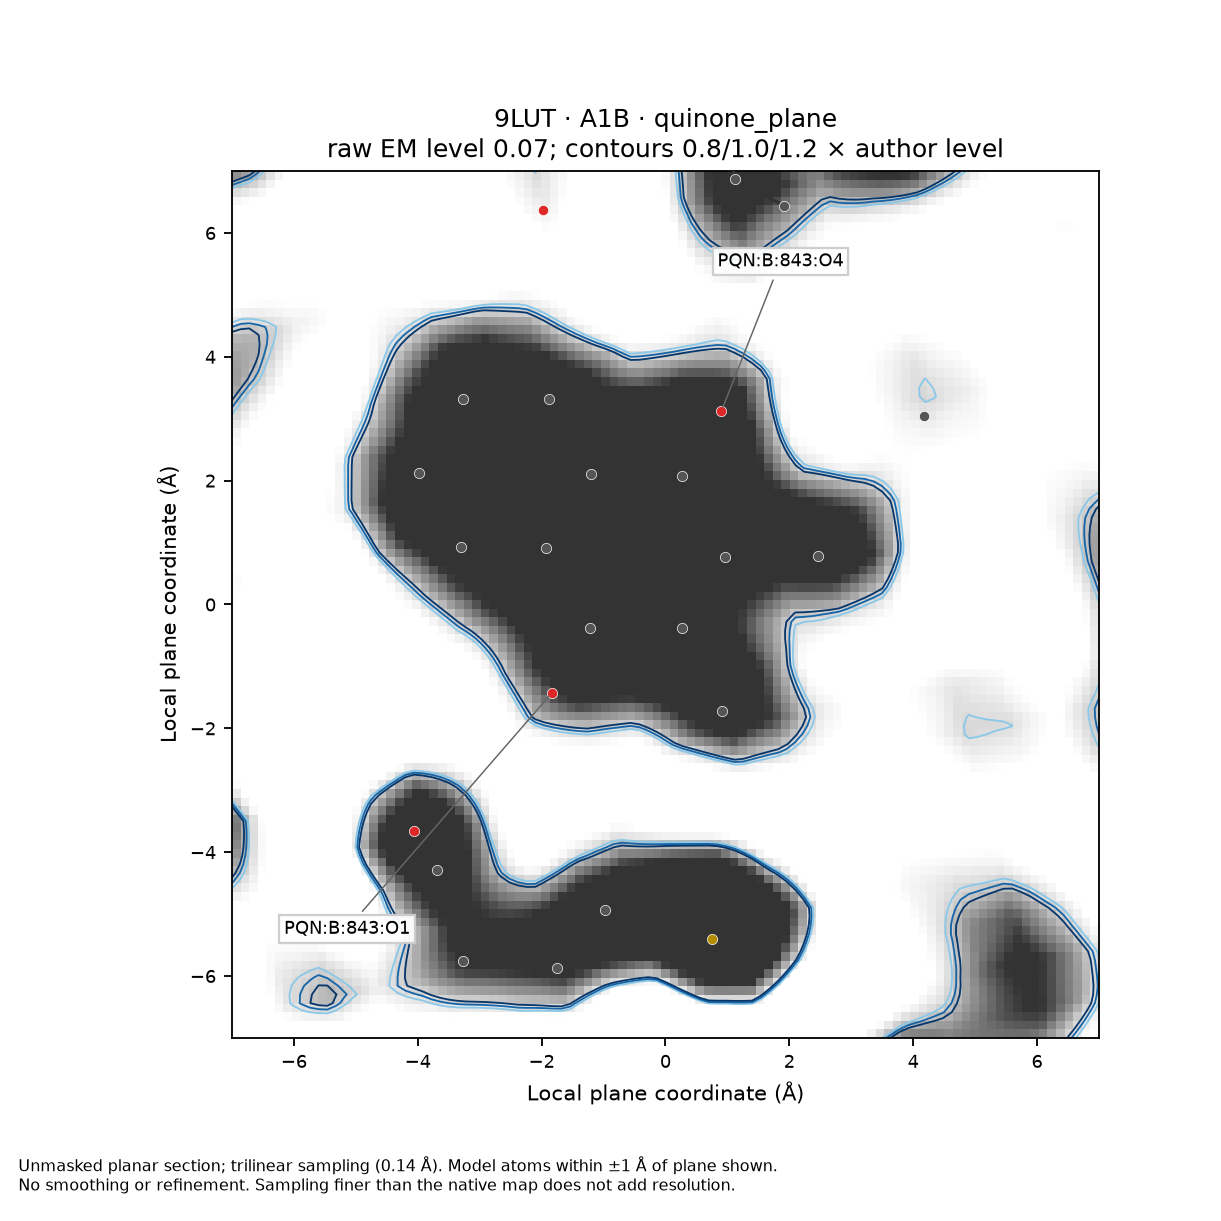 9LUT · A1B · quinone_plane
raw EM level 0.07; contours 0.8/1.0/1.2 × author level
PQN:B:843:O4
PQN:B:843:O1
Local plane coordinate (Å)
6
4
2
0
−2
−4
−6
−6
−4
−2
0
2
4
6
Local plane coordinate (Å)
Unmasked planar section; trilinear sampling (0.14 Å). Model atoms within ±1 Å of plane shown.
No smoothing or refinement. Sampling finer than the native map does not add resolution.